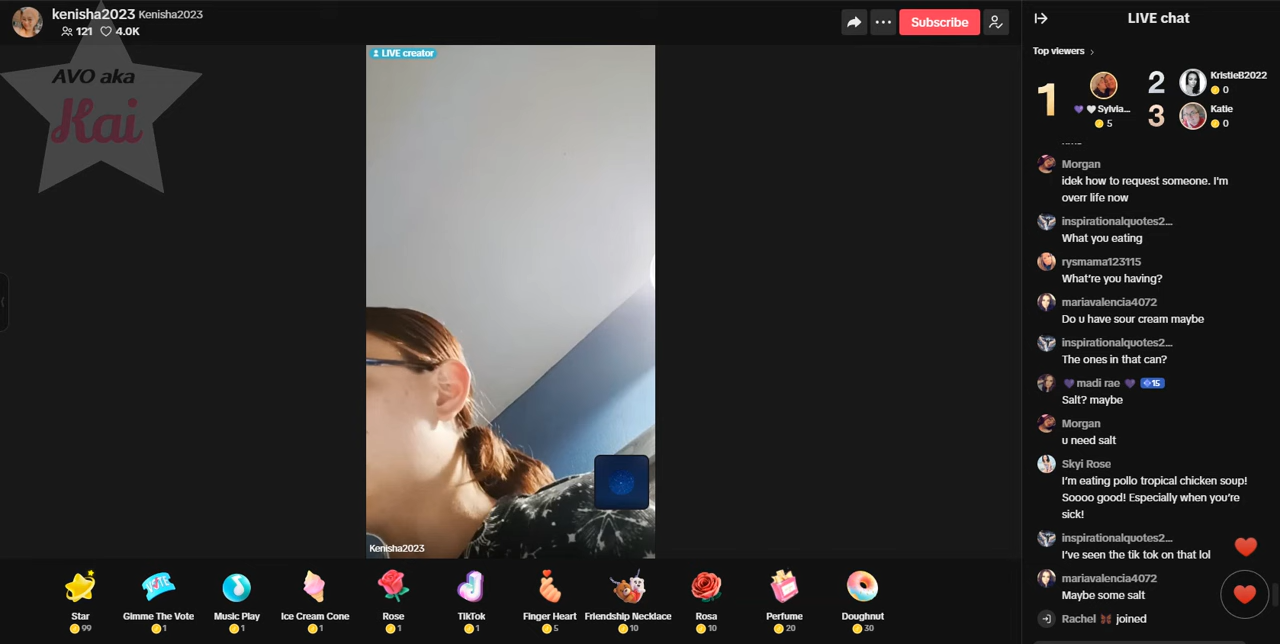 kenisha2023 Kenisha2023
121 4.0K
AVO aka
Kai
Subscribe
LIVE creator
Kenisha2023
Star
99
Gimme The Vote
1
Music Play
1
Ice Cream Cone
1
Rose
1
TikTok
1
Finger Heart
5
Friendship Necklace
10
Rosa
10
Perfume
20
Doughnut
30
LIVE chat
Top viewers >
1
Sylvia...
5
2
KristieB2022
0
3
Katie
0
Morgan
idek how to request someone. I'm
overr life now
inspirationalquotes2...
What you eating
rysmama123115
What're you having?
mariavalencia4072
Do u have sour cream maybe
inspirationalquotes2...
The ones in that can?
madi rae 15
Salt? maybe
Morgan
u need salt
Skyi Rose
I'm eating pollo tropical chicken soup!
Soooo good! Especially when you're
sick!
inspirationalquotes2...
I've seen the tik tok on that lol
mariavalencia4072
Maybe some salt
Rachel joined